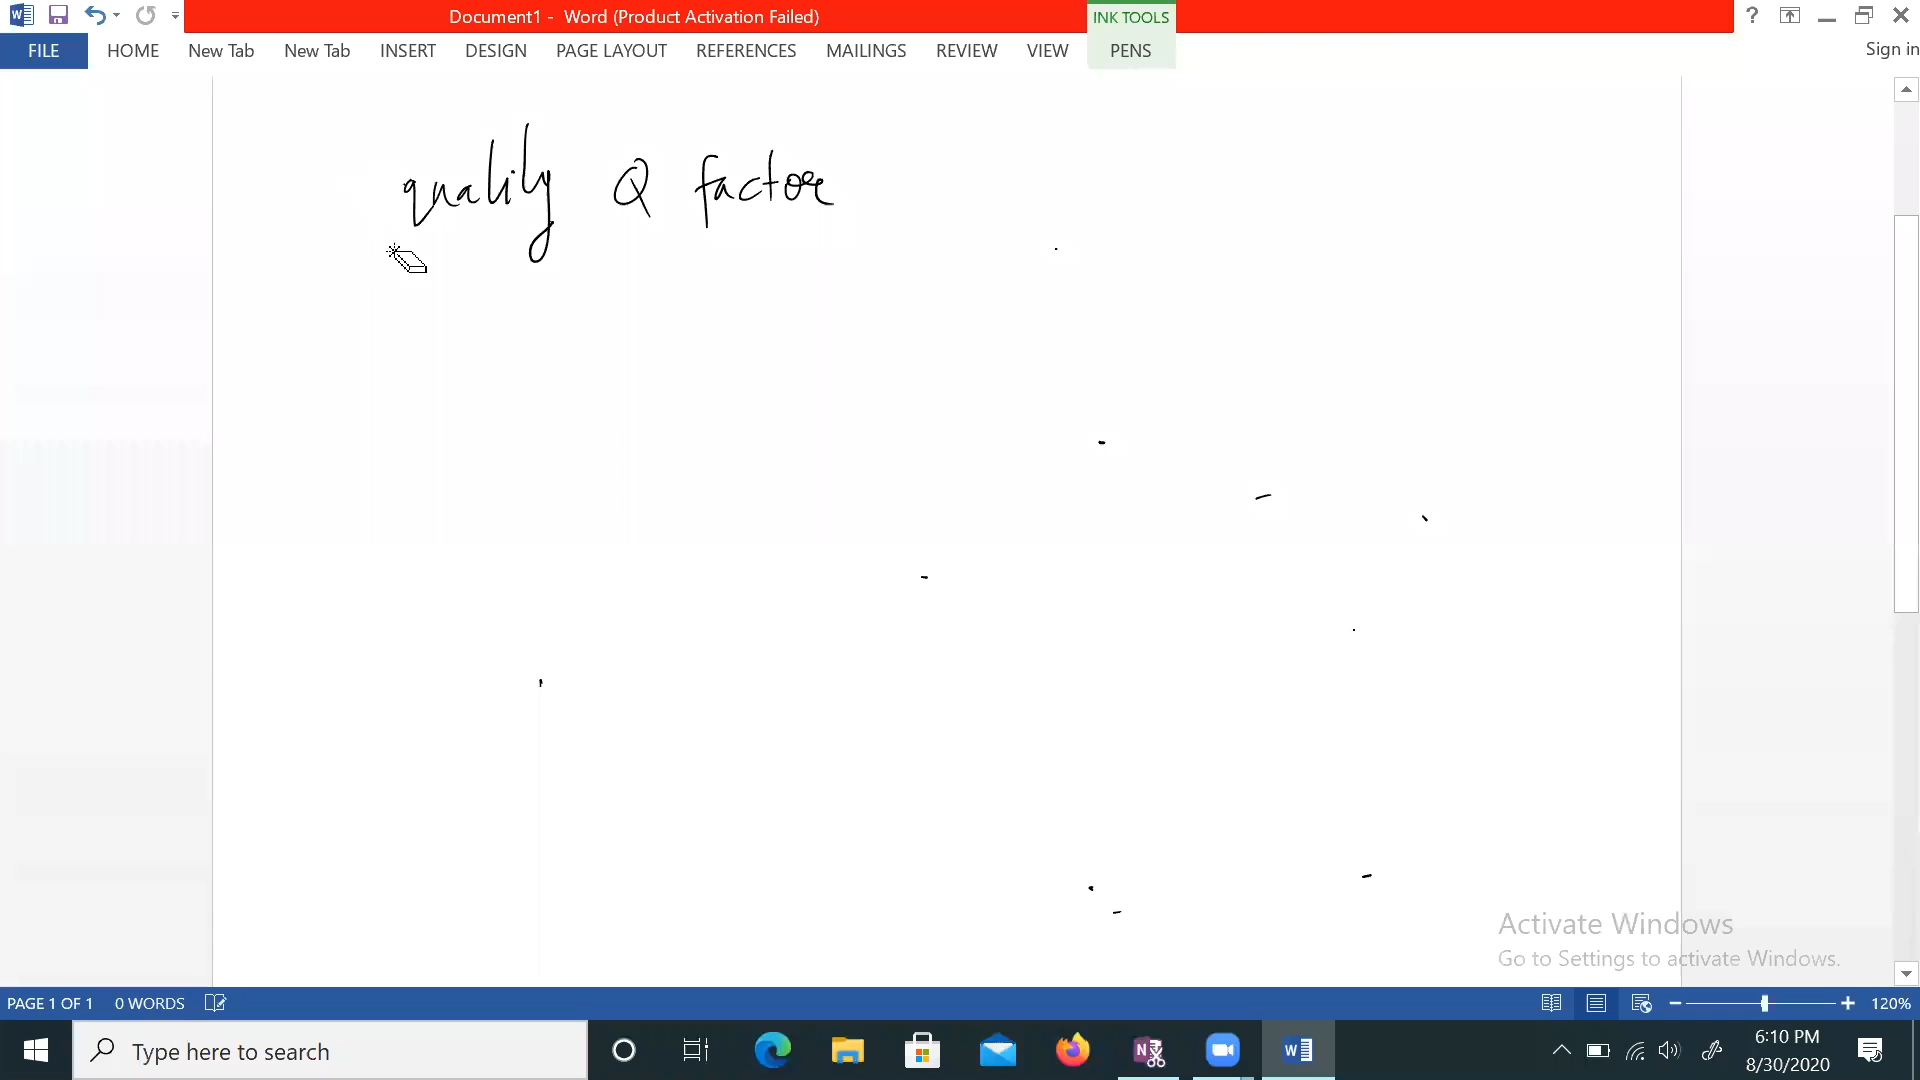 Document1 - Word (Product Activation Failed)
INK TOOLS
?
FILE HOME New Tab New Tab INSERT DESIGN PAGE LAYOUT REFERENCES MAILINGS REVIEW VIEW PENS
Sign in
quality Q factor
Activate Windows
Go to Settings to activate Windows.
PAGE 1 OF 1 0 WORDS
120%
Type here to search
6:10 PM
8/30/2020